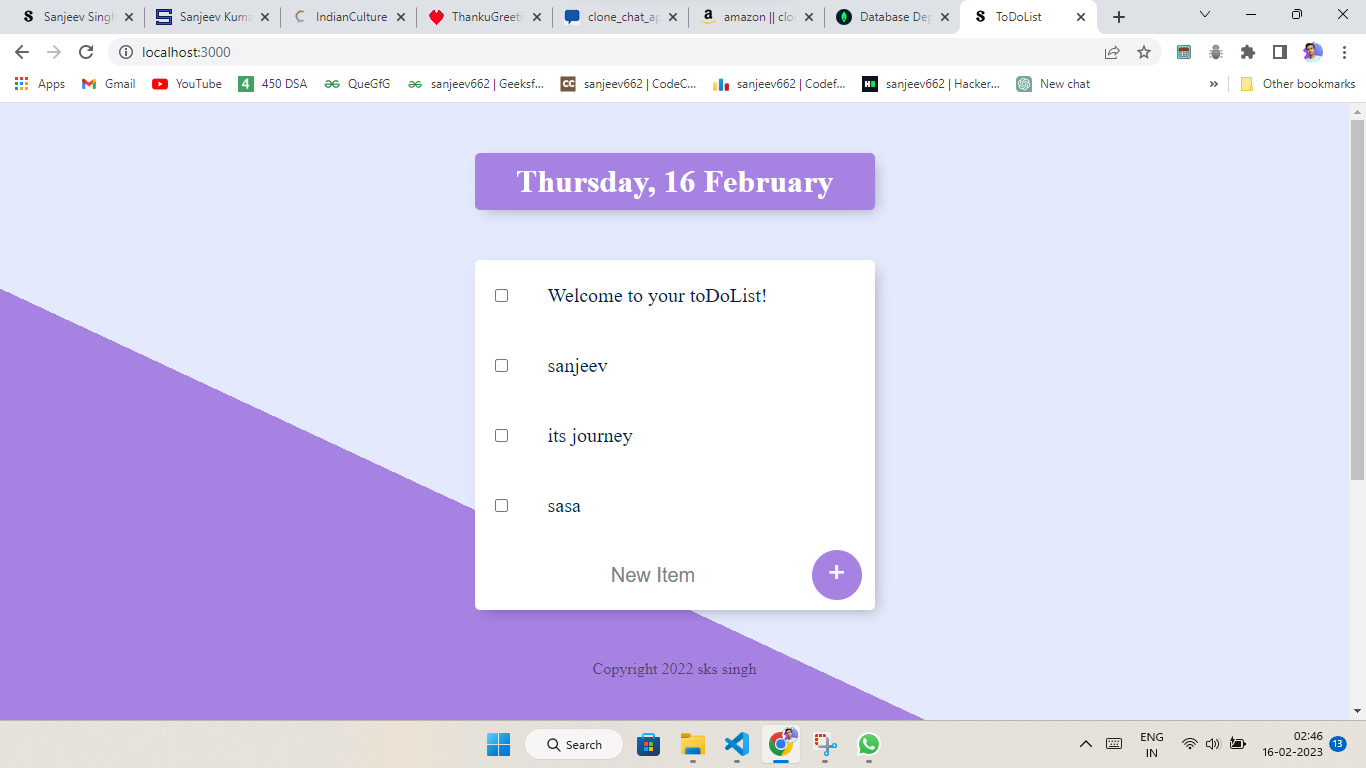 Sanjeev Singh
Sanjeev Kuma
IndianCulture
ThankuGreeti
clone_chat_ap
amazon || clo
Database Dep
ToDoList
localhost:3000
Apps
Gmail
YouTube
4 450 DSA
QueGfG
sanjeev662 | Geeksf...
CC sanjeev662 | CodeC...
sanjeev662 | Codef...
sanjeev662 | Hacker...
New chat
»
Other bookmarks
Thursday, 16 February
Welcome to your toDoList!
sanjeev
its journey
sasa
New Item
+
Copyright 2022 sks singh
Search
ENG
IN
02:46
16-02-2023
13